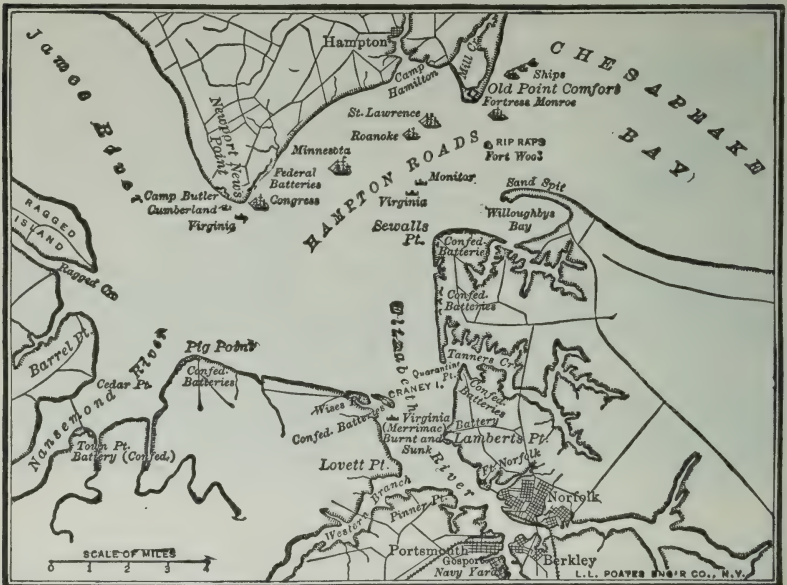 James River
Hampton
Camp
Hamilton
Mill Cr.
CHESAPEAKE
BAY
Ships
Old Point Comfort
Fortress Monroe
St. Lawrence
Roanoke
RIP RAPS
Fort Wool
Minnesota
HAMPTON ROADS
Newport News
Point
Federal
Batteries
Monitor
Virginia
Camp Butler
Cumberland
Congress
Virginia
Sand Spit
Willoughbys
Bay
Sewalls
Pt.
Confed.
Batteries
Confed.
Batteries
RAGGED
ISLAND
Ragged Cr.
Elizabeth
River
Barrel Pt.
Nansemond River
Pig Point
Confed.
Batteries
Cedar Pt.
Town Pt.
Battery (Confed.)
Tanners Cr.
Quarantine
Pt.
CRANEY I.
Confed. Batteries
Wises
Confed.
Batteries
Battery
Virginia
(Merrimac)
Burnt and
Sunk
Lamberts Pt.
Lovett Pt.
Ft. Norfolk
Norfolk
Western Branch
Pinner Pt.
Portsmouth
Gosport
Navy Yard
Berkley
SCALE OF MILES
0 1 2 3 4
L.L. POATES ENG'R CO., N.Y.